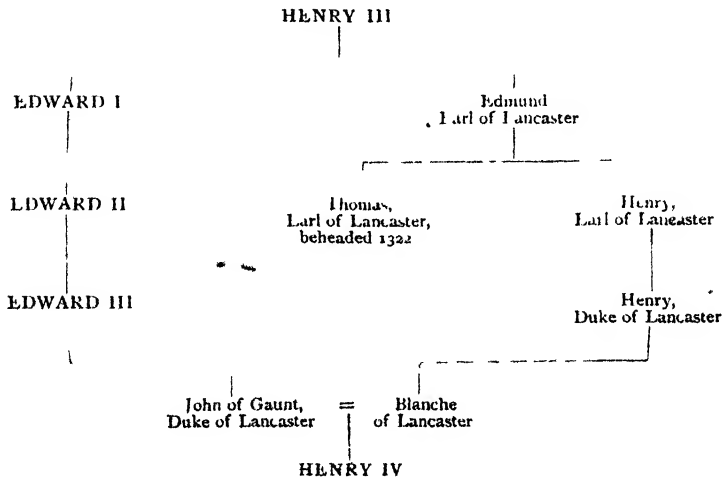 HENRY III
EDWARD I
Edmund
Earl of Lancaster
EDWARD II
Thomas,
Earl of Lancaster,
beheaded 1322
Henry,
Earl of Lancaster
EDWARD III
Henry,
Duke of Lancaster
John of Gaunt,
Duke of Lancaster
=
Blanche
of Lancaster
HENRY IV